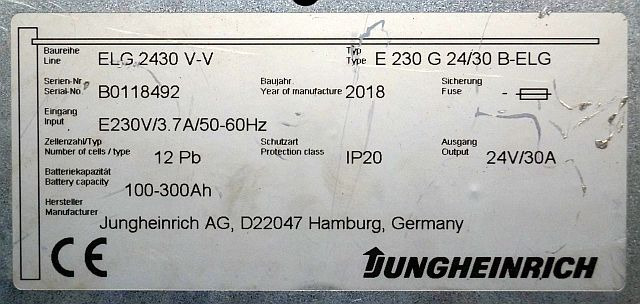 Baureihe Line ELG 2430 V-V Typ Type E 230 G 24/30 B-ELG
Serien-Nr. Serial-No. B0118492 Baujahr. Year of manufacture 2018 Sicherung Fuse
Eingang Input E230V/3.7A/50-60Hz
Zellenzahl/Typ Number of cells / type 12 Pb Schutzart Protection class IP20 Ausgang Output 24V/30A
Batteriekapazität Battery capacity 100-300Ah
Hersteller Manufacturer Jungheinrich AG, D22047 Hamburg, Germany
CE JUNGHEINRICH